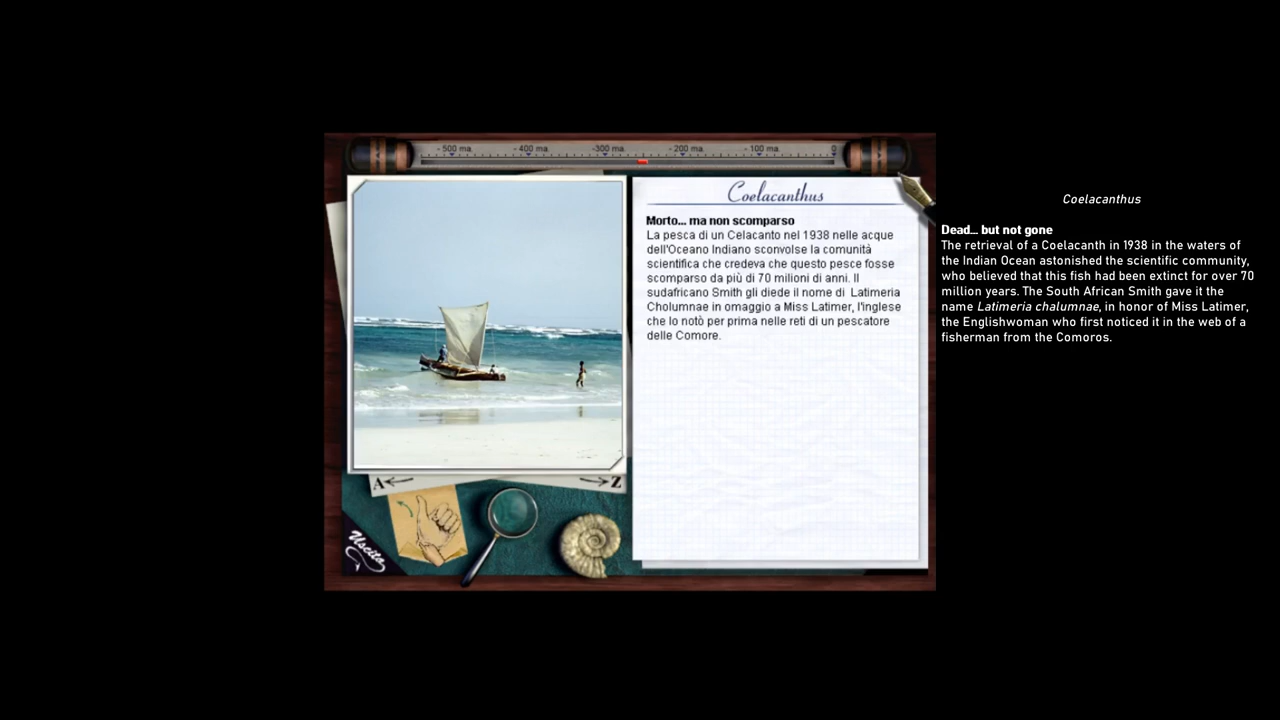 - 500 ma.
- 400 ma.
-300 ma.
- 200 ma.
- 100 ma.
0
Coelacanthus
Morto... ma non scomparso
La pesca di un Celacanto nel 1938 nelle acque
dell'Oceano Indiano sconvolse la comunità
scientifica che credeva che questo pesce fosse
scomparso da più di 70 milioni di anni. Il
sudafricano Smith gli diede il nome di Latimeria
Cholumnae in omaggio a Miss Latimer, l'inglese
che lo notò per prima nelle reti di un pescatore
delle Comore.
A
Z
Uscita
Coelacanthus
Dead... but not gone
The retrieval of a Coelacanth in 1938 in the waters of
the Indian Ocean astonished the scientific community,
who believed that this fish had been extinct for over 70
million years. The South African Smith gave it the
name Latimeria chalumnae, in honor of Miss Latimer,
the Englishwoman who first noticed it in the web of a
fisherman from the Comoros.